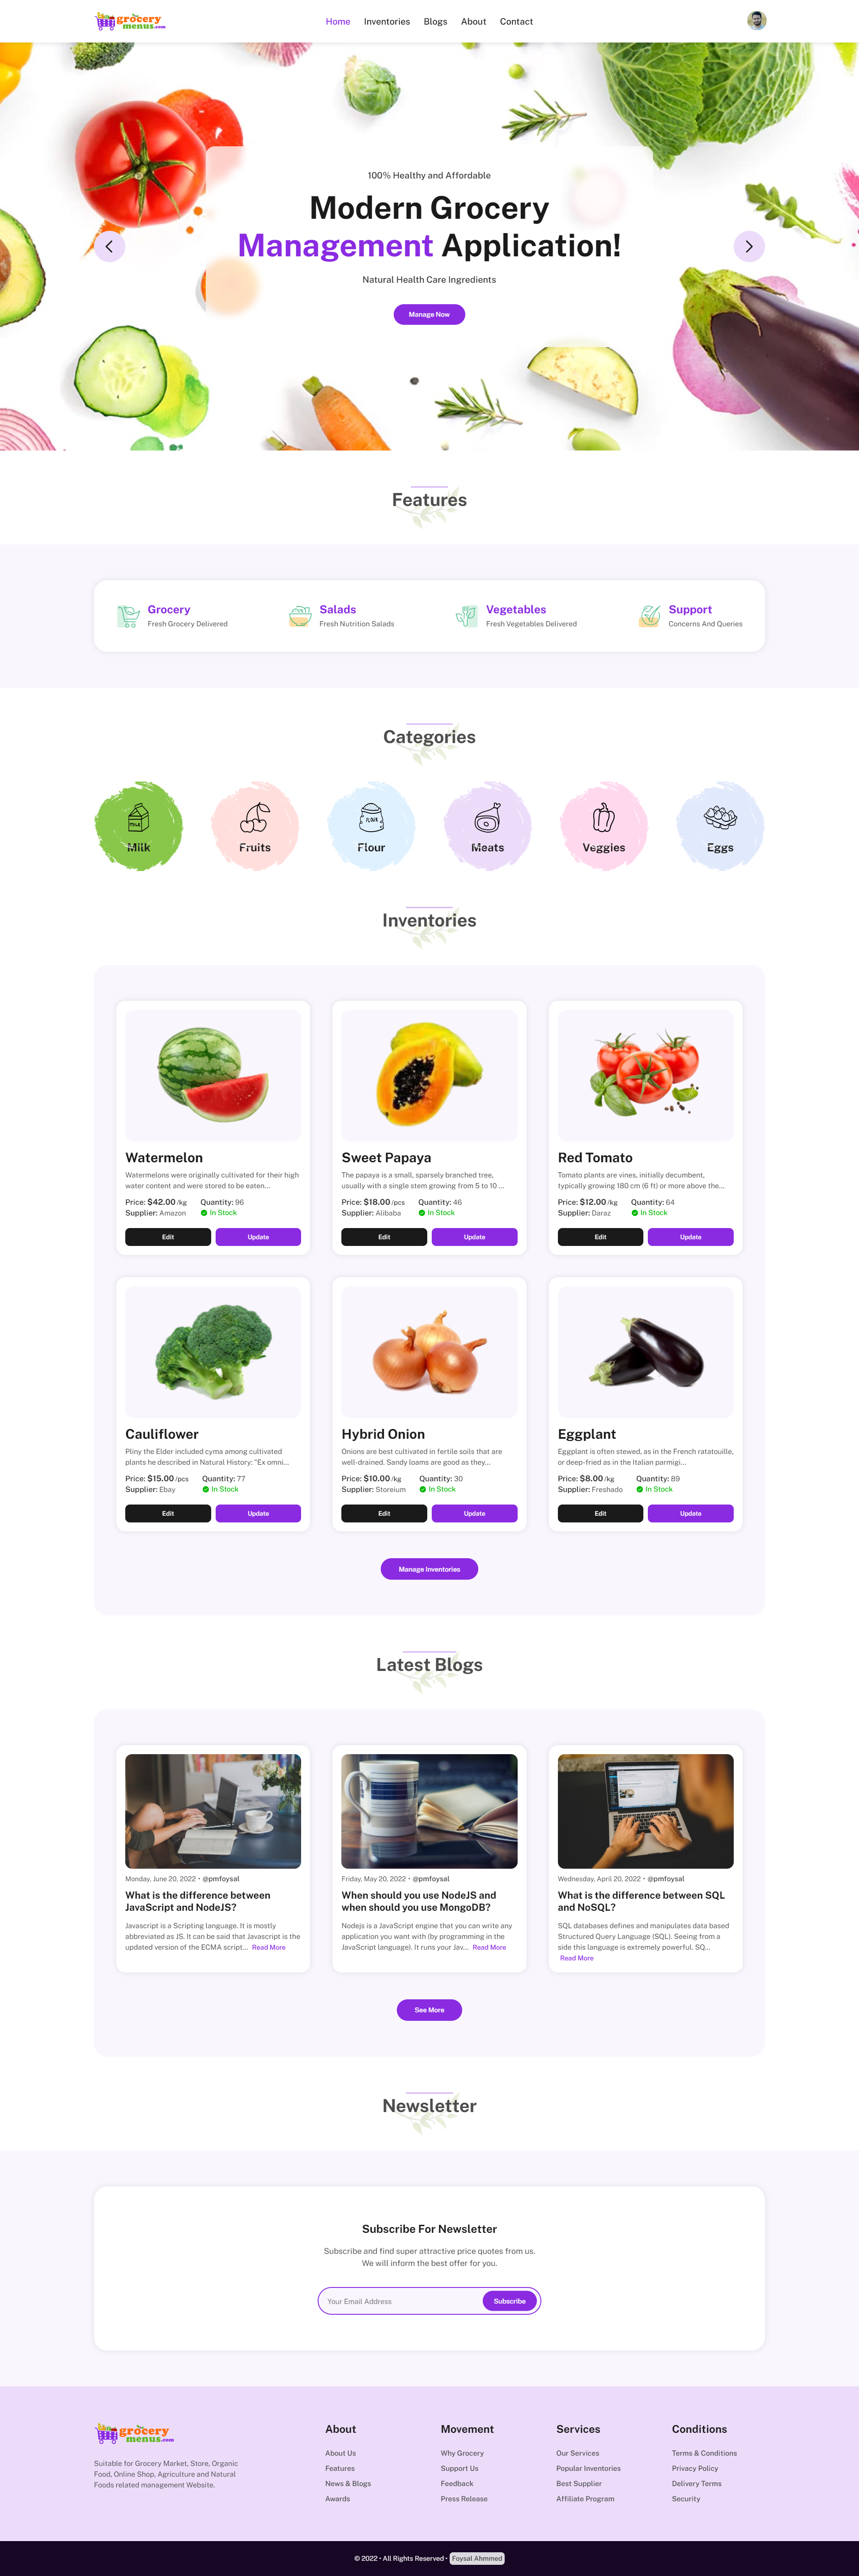 grocery
menus.com
Home Inventories Blogs About Contact
100% Healthy and Affordable
Modern Grocery
Management Application!
Natural Health Care Ingredients
Manage Now
Features
Grocery
Fresh Grocery Delivered
Salads
Fresh Nutrition Salads
Vegetables
Fresh Vegetables Delivered
Support
Concerns And Queries
Categories
Milk
Fruits
FLOUR
Flour
Meats
Veggies
Eggs
Inventories
Watermelon
Watermelons were originally cultivated for their high
water content and were stored to be eaten...
Price: $42.00 /kg Quantity: 96
Supplier: Amazon In Stock
Edit Update
Sweet Papaya
The papaya is a small, sparsely branched tree,
usually with a single stem growing from 5 to 10 ...
Price: $18.00 /pcs Quantity: 46
Supplier: Alibaba In Stock
Edit Update
Red Tomato
Tomato plants are vines, initially decumbent,
typically growing 180 cm (6 ft) or more above the...
Price: $12.00 /kg Quantity: 64
Supplier: Daraz In Stock
Edit Update
Cauliflower
Pliny the Elder included cyma among cultivated
plants he described in Natural History: "Ex omni...
Price: $15.00 /pcs Quantity: 77
Supplier: Ebay In Stock
Edit Update
Hybrid Onion
Onions are best cultivated in fertile soils that are
well-drained. Sandy loams are good as they...
Price: $10.00 /kg Quantity: 30
Supplier: Storeium In Stock
Edit Update
Eggplant
Eggplant is often stewed, as in the French ratatouille,
or deep-fried as in the Italian parmigi...
Price: $8.00 /kg Quantity: 89
Supplier: Freshado In Stock
Edit Update
Manage Inventories
Latest Blogs
Monday, June 20, 2022 • @pmfoysal
What is the difference between
JavaScript and NodeJS?
Javascript is a Scripting language. It is mostly
abbreviated as JS. It can be said that Javascript is the
updated version of the ECMA script... Read More
Friday, May 20, 2022 • @pmfoysal
When should you use NodeJS and
when should you use MongoDB?
Nodejs is a JavaScript engine that you can write any
application you want with (by programming in the
JavaScript language). It runs your Jav... Read More
Wednesday, April 20, 2022 • @pmfoysal
What is the difference between SQL
and NoSQL?
SQL databases defines and manipulates data based
Structured Query Language (SQL). Seeing from a
side this language is extremely powerful. SQ...
Read More
See More
Newsletter
Subscribe For Newsletter
Subscribe and find super attractive price quotes from us.
We will inform the best offer for you.
Your Email Address Subscribe
grocery
menus.com
Suitable for Grocery Market, Store, Organic
Food, Online Shop, Agriculture and Natural
Foods related management Website.
About
About Us
Features
News & Blogs
Awards
Movement
Why Grocery
Support Us
Feedback
Press Release
Services
Our Services
Popular Inventories
Best Supplier
Affiliate Program
Conditions
Terms & Conditions
Privacy Policy
Delivery Terms
Security
© 2022 • All Rights Reserved • Foysal Ahmmed